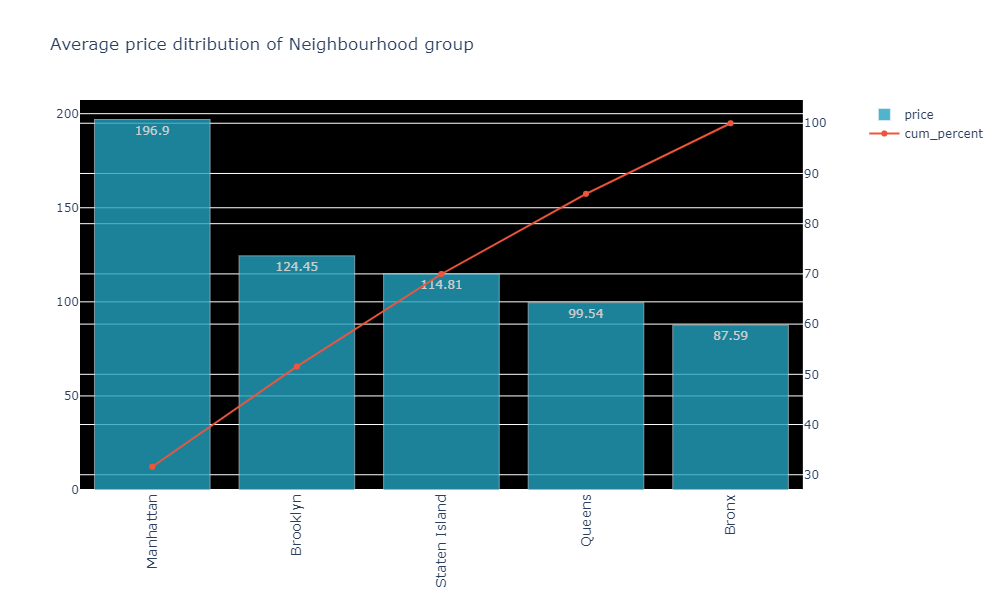 Average price ditribution of Neighbourhood group
200
150
100
50
0
196.9
124.45
114.81
99.54
87.59
100
90
80
70
60
50
40
30
price
cum_percent
Manhattan
Brooklyn
Staten Island
Queens
Bronx